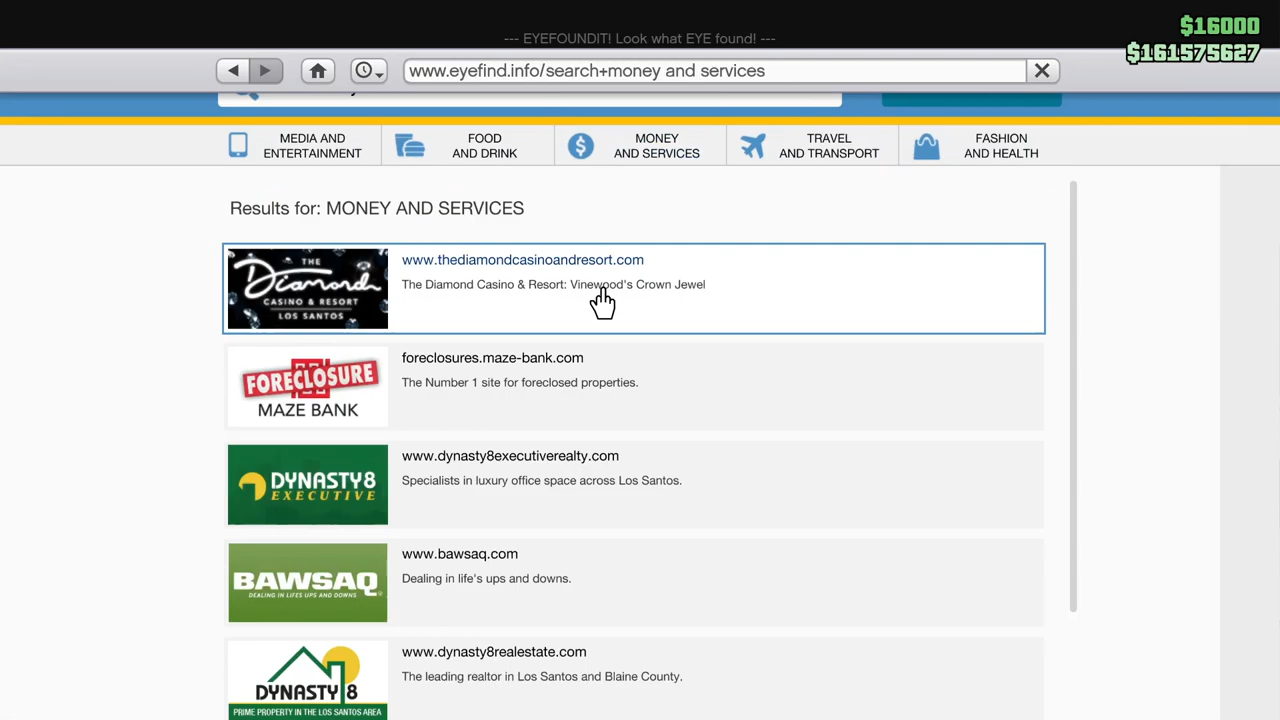 $16000
--- EYEFOUNDIT! Look what EYE found! ---
$161575627
www.eyefind.info/search+money and services
MEDIA AND
ENTERTAINMENT
FOOD
AND DRINK
MONEY
AND SERVICES
TRAVEL
AND TRANSPORT
FASHION
AND HEALTH
Results for: MONEY AND SERVICES
THE
Diamond
CASINO & RESORT
LOS SANTOS
www.thediamondcasinoandresort.com
The Diamond Casino & Resort: Vinewood's Crown Jewel
FORECLOSURE
MAZE BANK
foreclosures.maze-bank.com
The Number 1 site for foreclosed properties.
DYNASTY8
EXECUTIVE
www.dynasty8executiverealty.com
Specialists in luxury office space across Los Santos.
BAWSAQ
DEALING IN LIFES UPS AND DOWNS
www.bawsaq.com
Dealing in life's ups and downs.
DYNASTY 8
PRIME PROPERTY IN THE LOS SANTOS AREA
www.dynasty8realestate.com
The leading realtor in Los Santos and Blaine County.